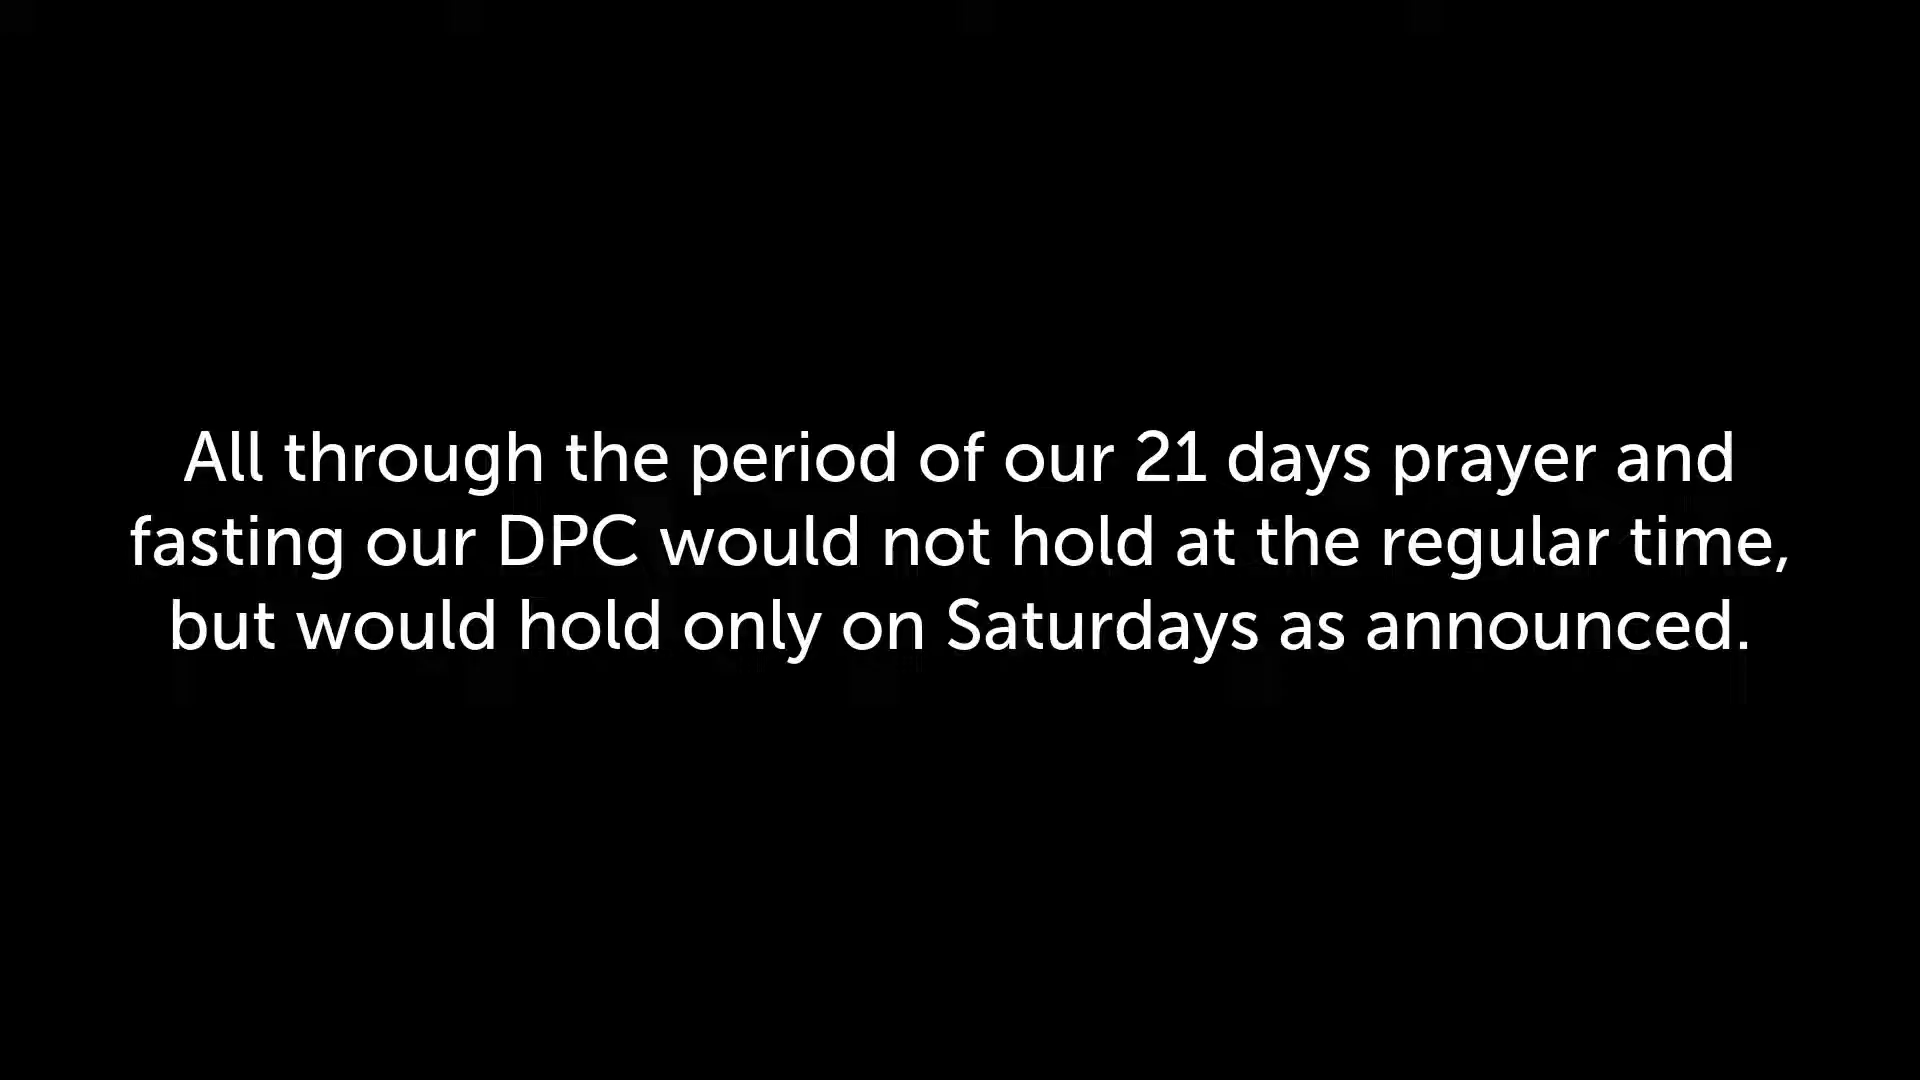 All through the period of our 21 days prayer and
fasting our DPC would not hold at the regular time,
but would hold only on Saturdays as announced.